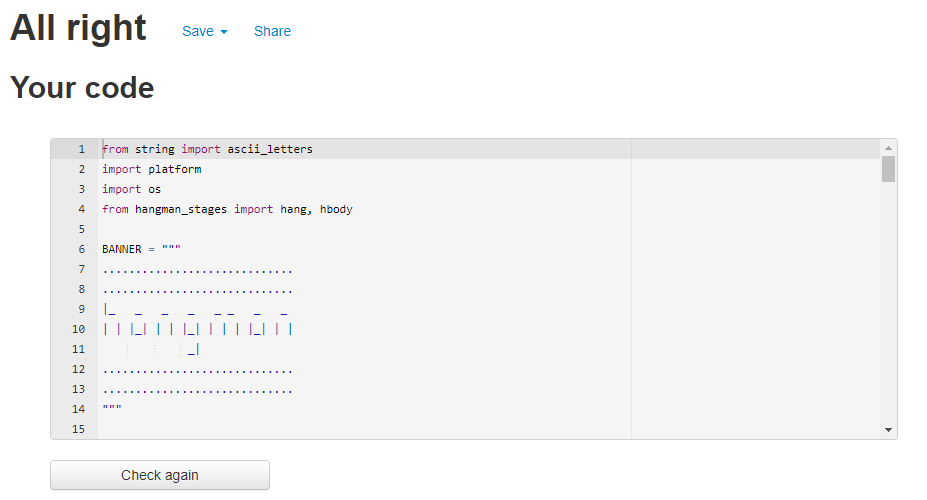 All right Save Share
Your code
1 from string import ascii_letters
2 import platform
3 import os
4 from hangman_stages import hang, hbody
5
6 BANNER = """
7 .............................
8 .............................
9 |_   _   _   _   _ _   _   _
10 | | |_| | | |_| | | | |_| | |
11              _|
12 .............................
13 .............................
14 """
15
Check again